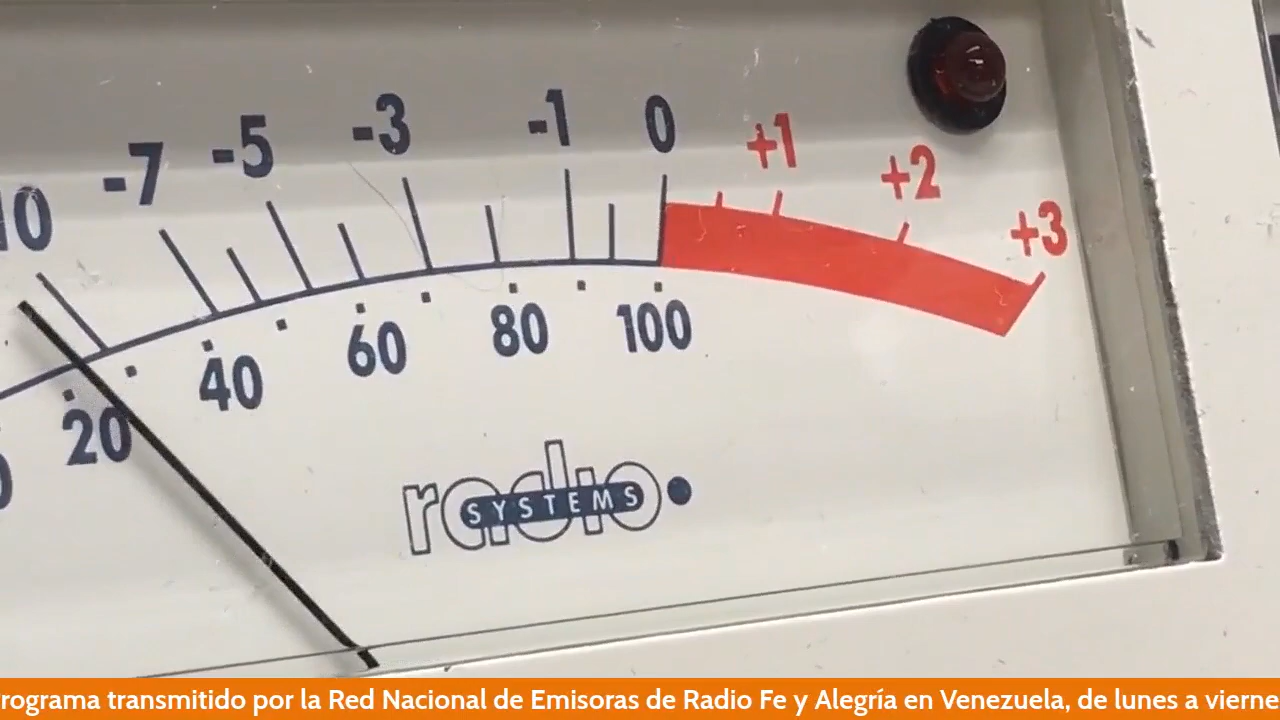 10 -7 -5 -3 -1 0 +1 +2 +3
20 40 60 80 100
radio
SYSTEMS
rograma transmitido por la Red Nacional de Emisoras de Radio Fe y Alegría en Venezuela, de lunes a vierne